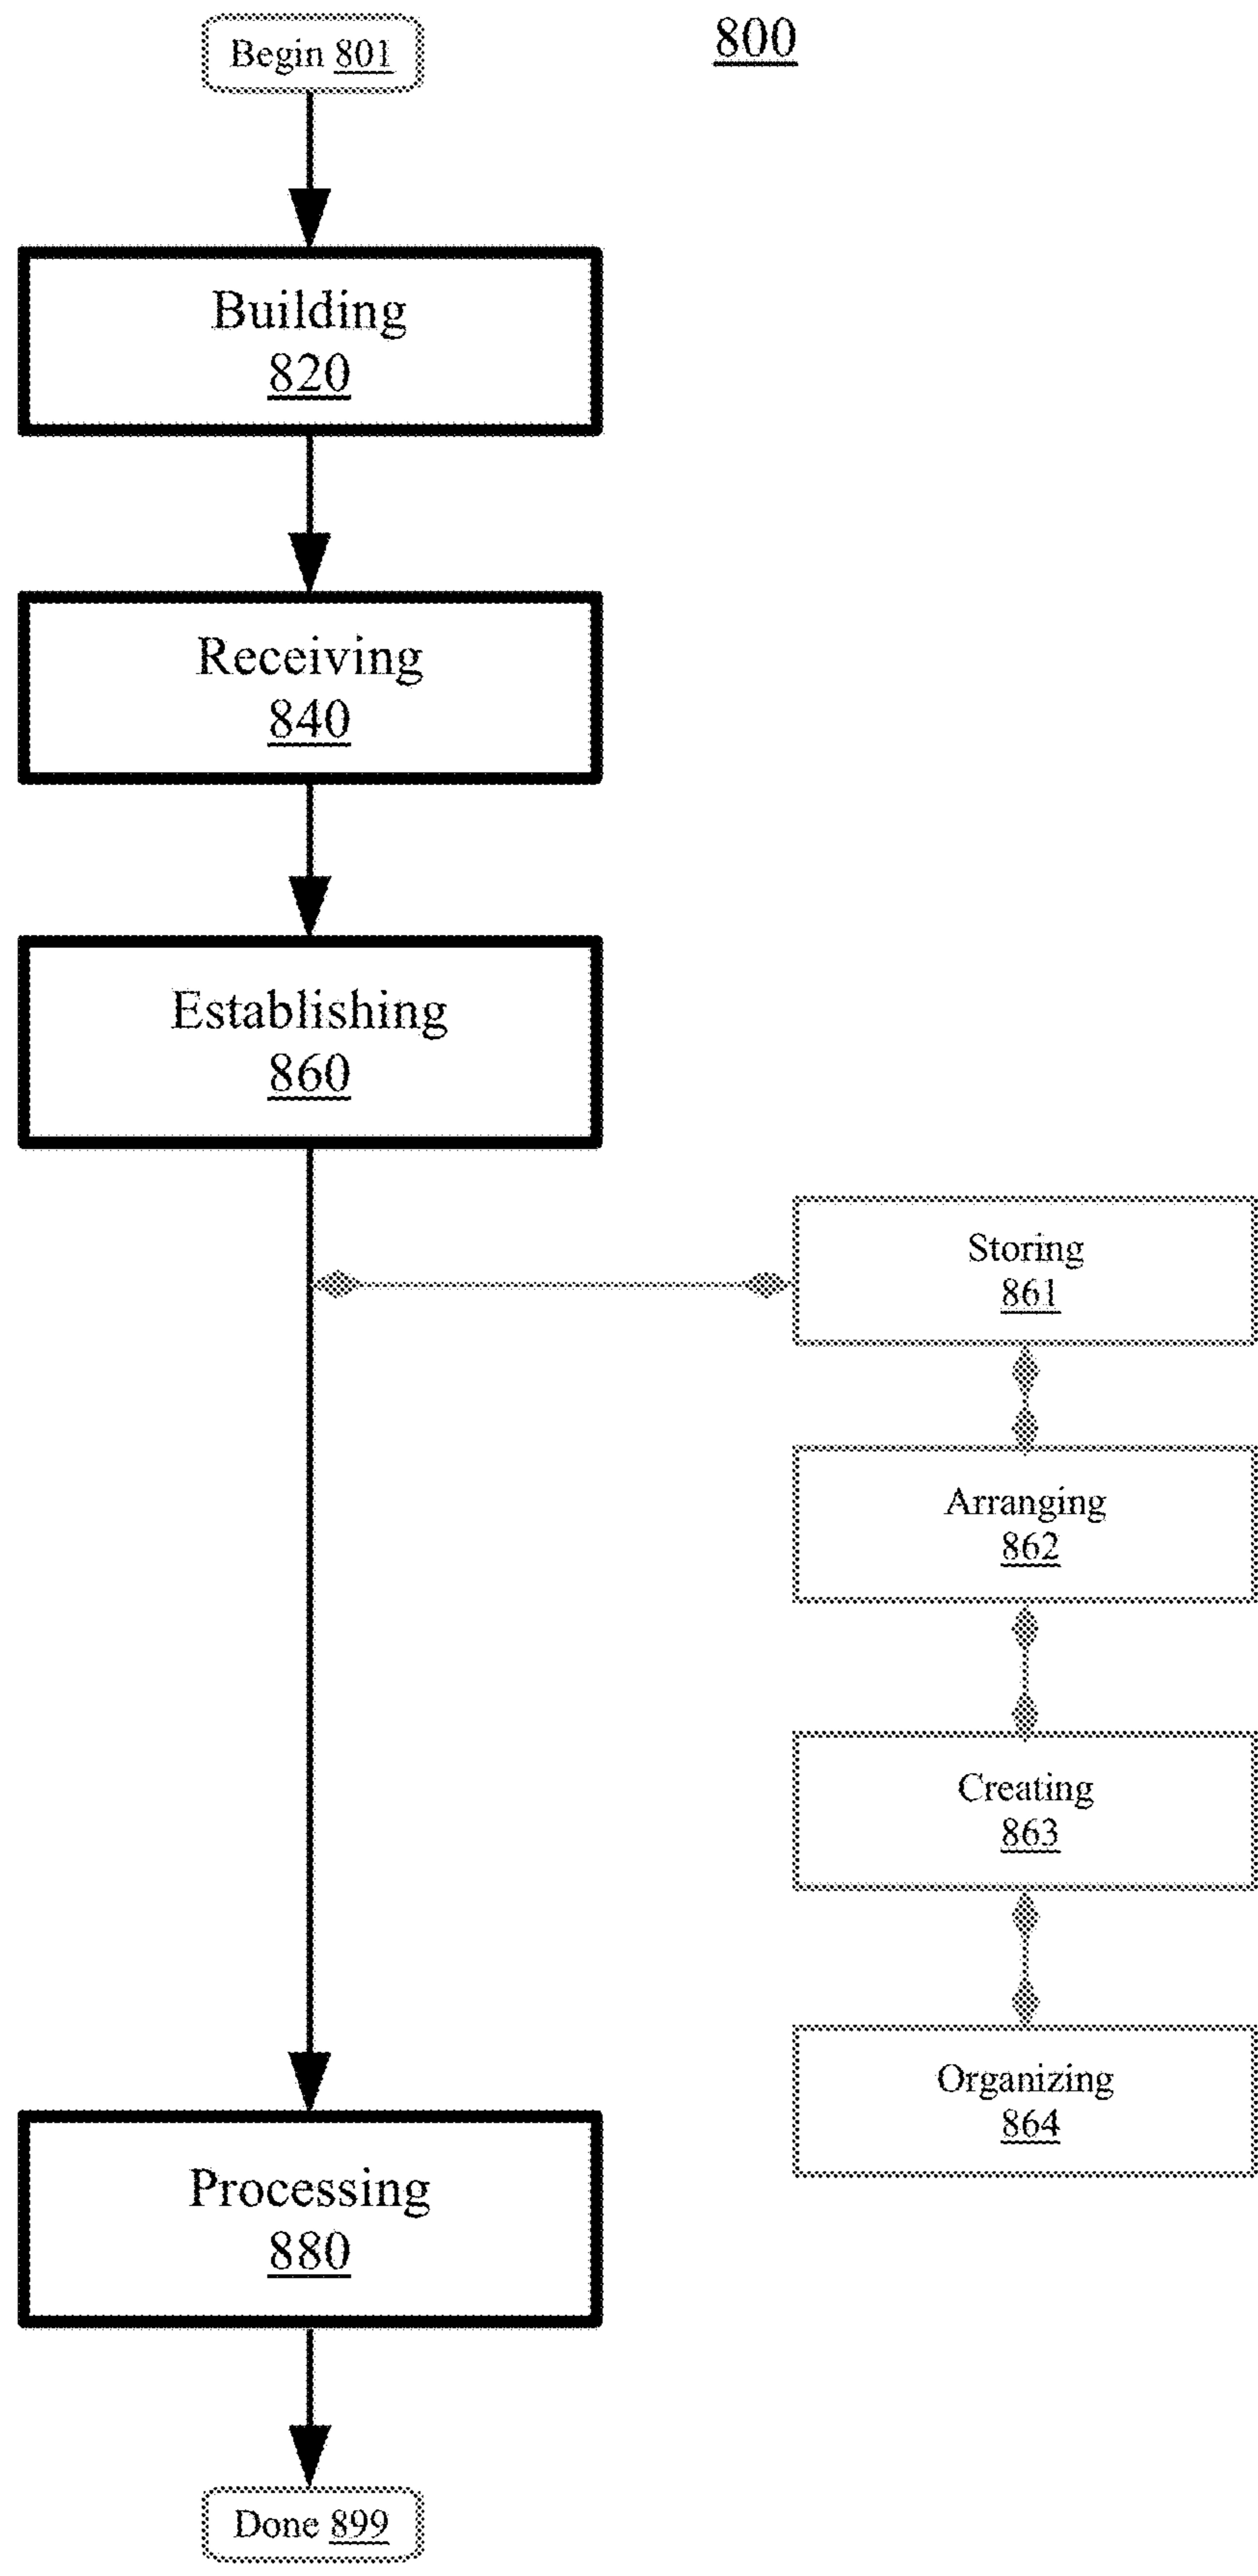 800
Begin 801
Building
820
Receiving
840
Establishing
860
Storing
861
Arranging
862
Creating
863
Organizing
864
Processing
880
Done 899